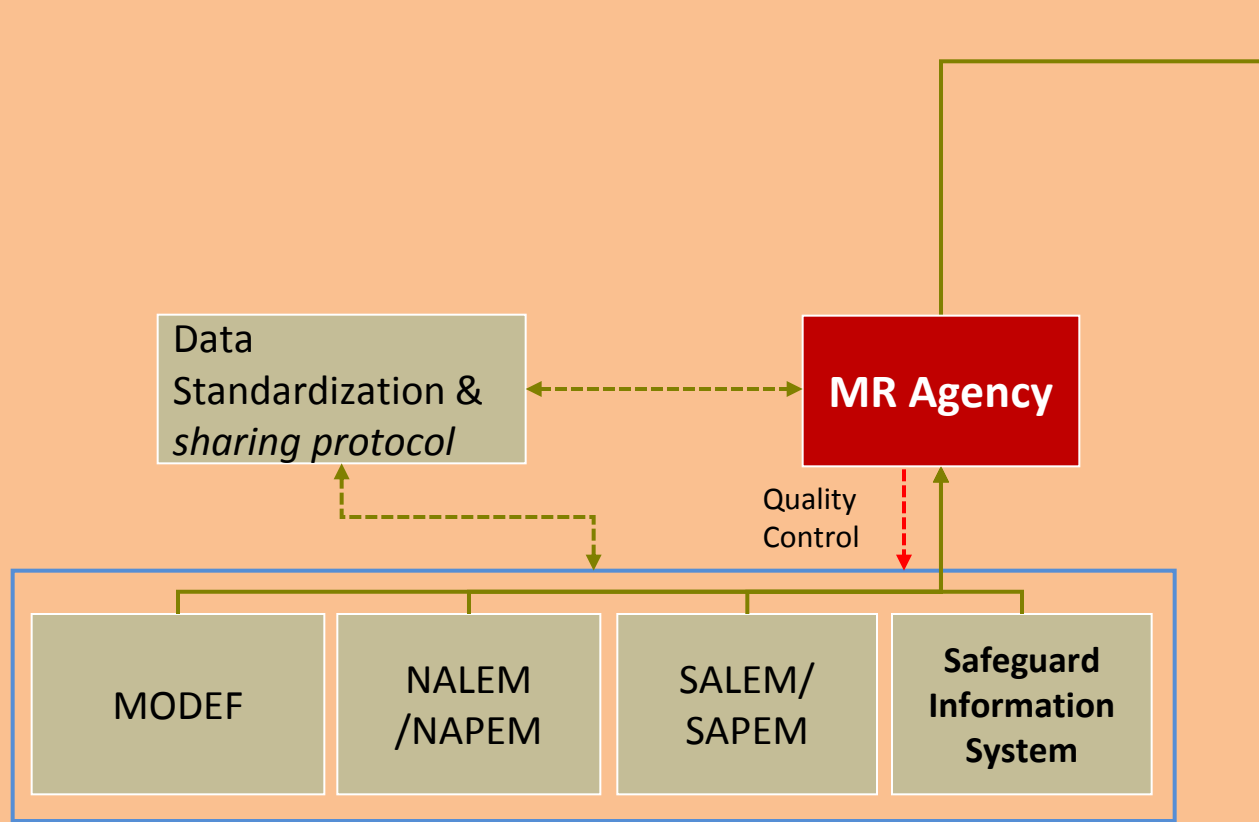 Data
Standardization &
sharing protocol
MR Agency
Quality
Control
MODEF
NALEM
/NAPEM
SALEM/
SAPEM
Safeguard
Information
System